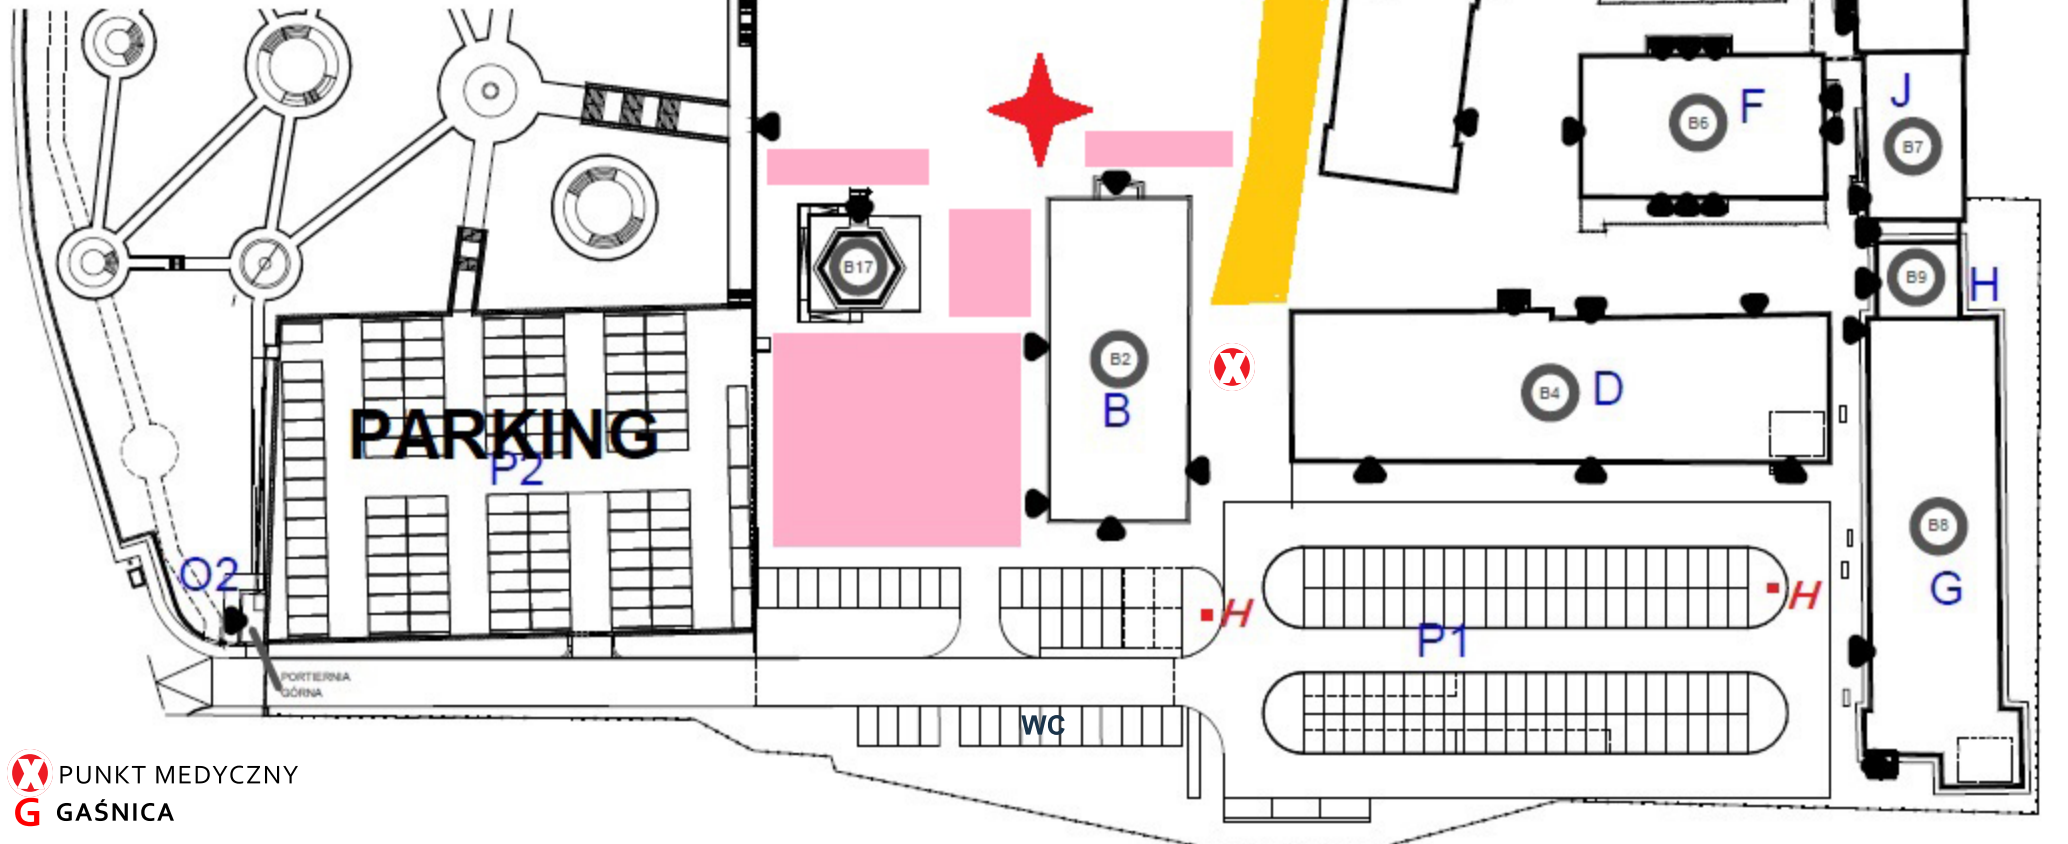 F
B6
J
B7
B17
B9
H
B2
B
B4
D
PARKING
P2
B8
G
O2
H
H
P1
PORTIERNIA
GÓRNA
WC
X
X PUNKT MEDYCZNY
G GAŚNICA